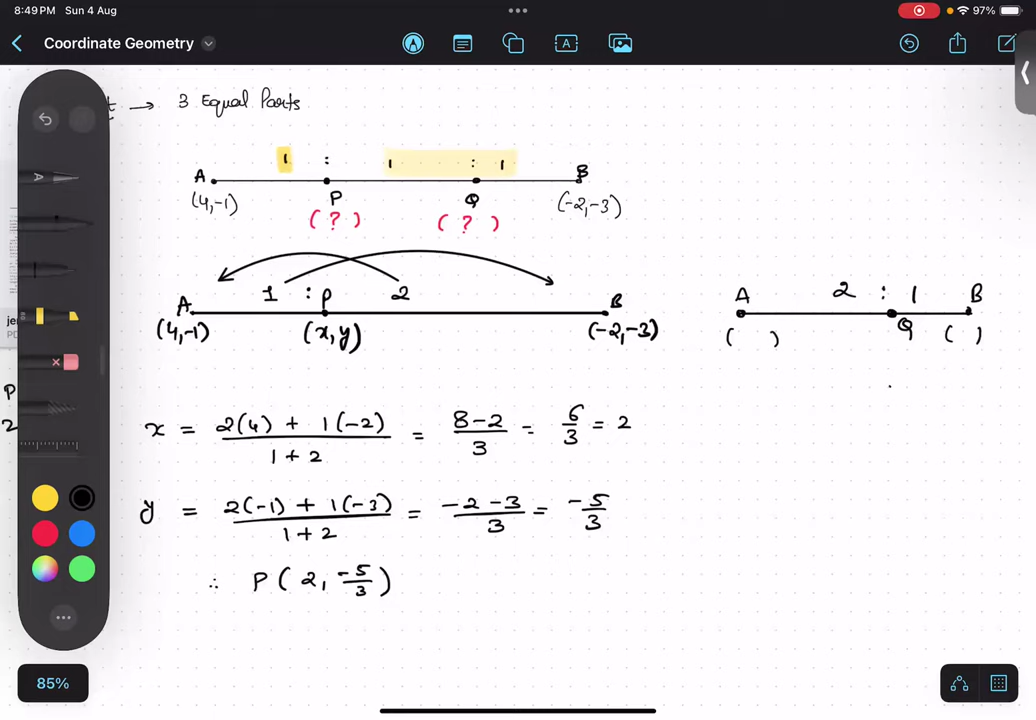 8:49 PM Sun 4 Aug
97%
Coordinate Geometry
→ 3 Equal Parts
1 : 1 : 1
A P Q B
(4,-1) (-2,-3)
( ? ) ( ? )
1 : 2
A P B
(4,-1) (x,y) (-2,-3)
2 : 1
A Q B
( ) ( )
x = 2(4) + 1(-2) / 1 + 2 = 8-2 / 3 = 6/3 = 2
y = 2(-1) + 1(-3) / 1 + 2 = -2-3 / 3 = -5/3
∴ P ( 2, -5/3 )
P
2
85%